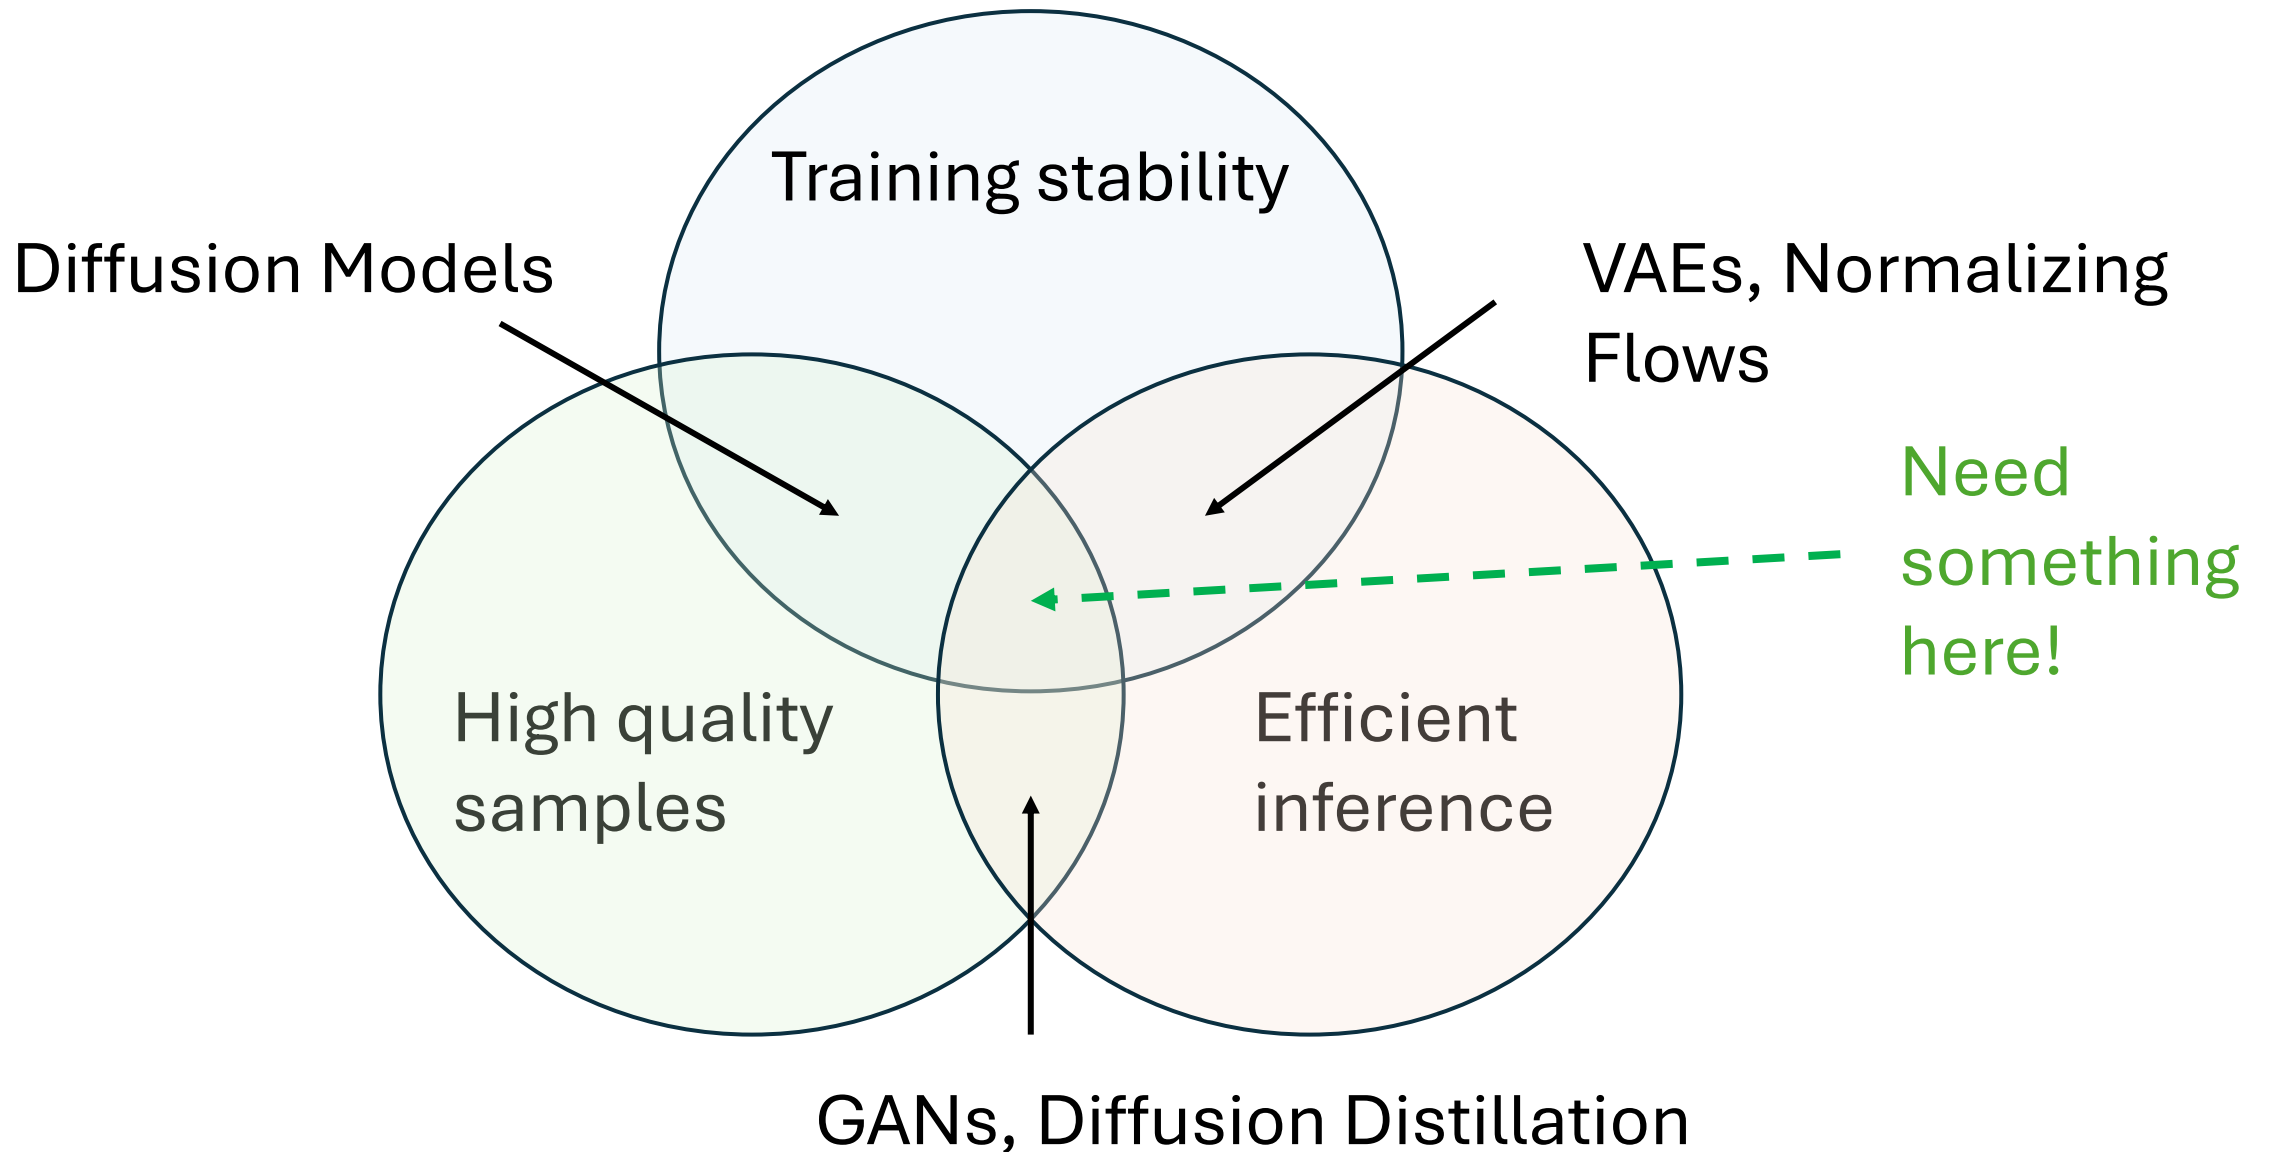 Training stability
Diffusion Models
VAEs, Normalizing
Flows
Need
something
here!
High quality
samples
Efficient
inference
GANs, Diffusion Distillation